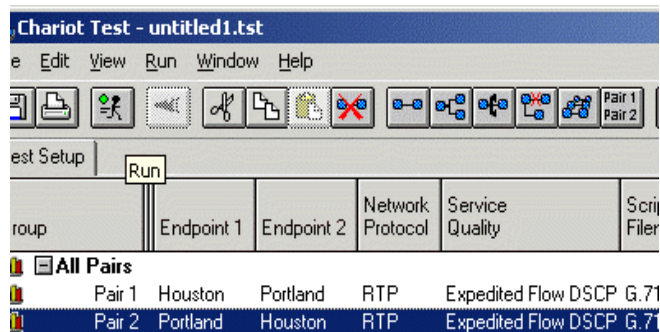 Chariot Test - untitled1.tst
e Edit View Run Window Help
Pair 1
Pair 2
est Setup
Run
roup Endpoint 1 Endpoint 2 Network Protocol Service Quality Scrip Filen
All Pairs
Pair 1 Houston Portland RTP Expedited Flow DSCP G.71
Pair 2 Portland Houston RTP Expedited Flow DSCP G.71